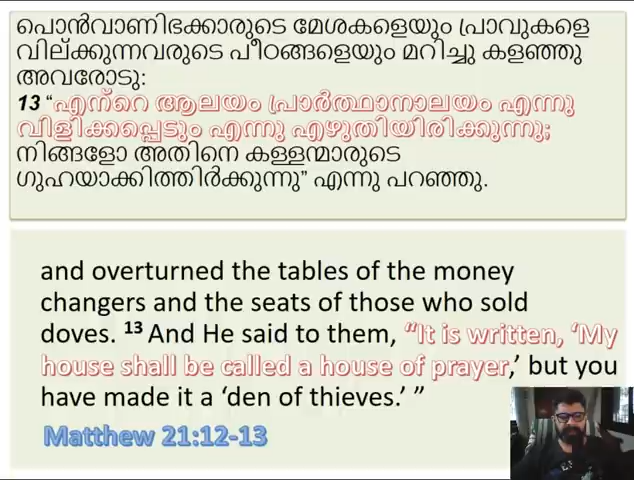 പൊൻവാണിഭക്കാരുടെ മേശകളെയും പ്രാവുകളെ
വില്ക്കുന്നവരുടെ പീഠങ്ങളെയും മറിച്ചു കളഞ്ഞു
അവരോടു:
13 “എന്റെ ആലയം പ്രാർത്ഥനാലയം എന്നു
വിളിക്കപ്പെടും എന്നു എഴുതിയിരിക്കുന്നു;
നിങ്ങളോ അതിനെ കള്ളന്മാരുടെ
ഗുഹയാക്കിത്തിർക്കുന്നു” എന്നു പറഞ്ഞു.
and overturned the tables of the money
changers and the seats of those who sold
doves. 13 And He said to them, “It is written, ‘My
house shall be called a house of prayer,’ but you
have made it a ‘den of thieves.’ ”
Matthew 21:12-13